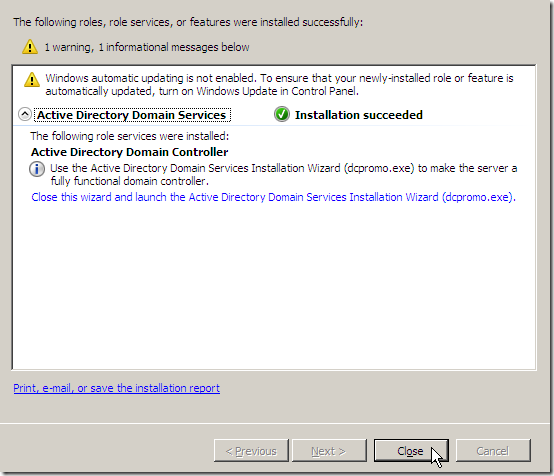 The following roles, role services, or features were installed successfully:
1 warning, 1 informational messages below
Windows automatic updating is not enabled. To ensure that your newly-installed role or feature is
automatically updated, turn on Windows Update in Control Panel.
Active Directory Domain Services Installation succeeded
The following role services were installed:
Active Directory Domain Controller
Use the Active Directory Domain Services Installation Wizard (dcpromo.exe) to make the server a
fully functional domain controller.
Close this wizard and launch the Active Directory Domain Services Installation Wizard (dcpromo.exe).
Print, e-mail, or save the installation report
< Previous Next > Close Cancel